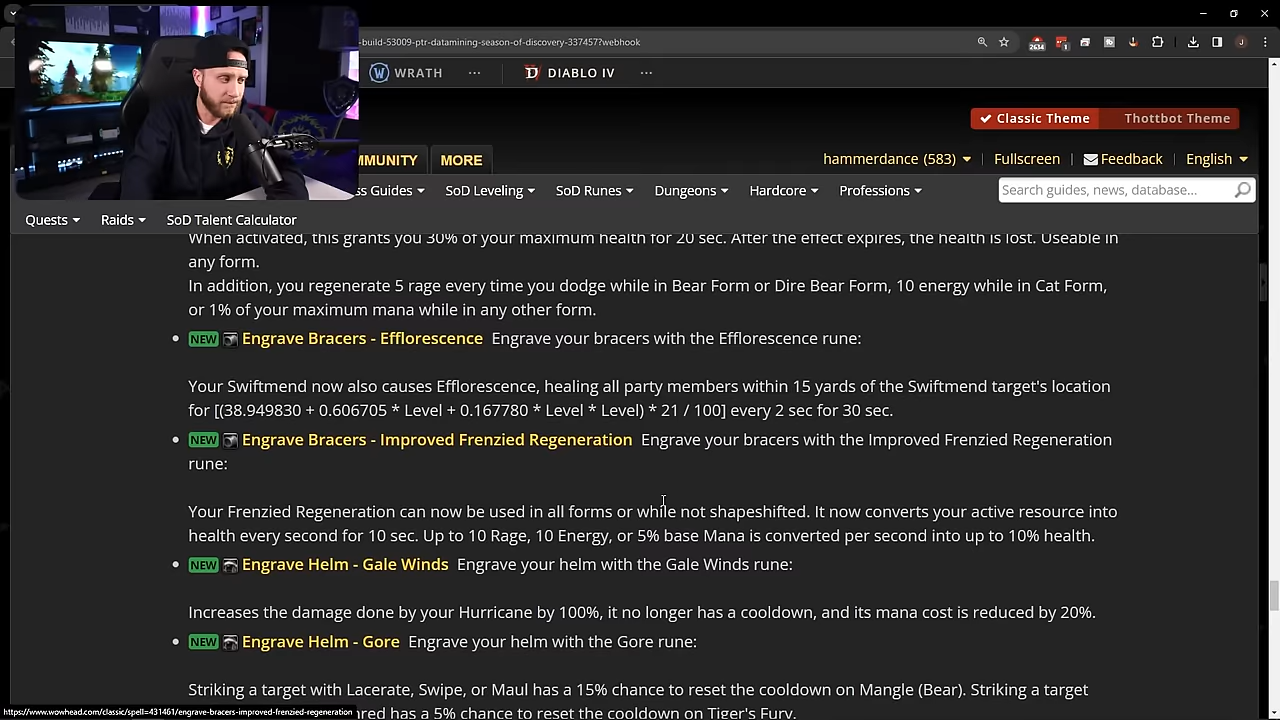 -build-53009-ptr-datamining-season-of-discovery-337457?webhook
2604
1
J
WRATH ... DIABLO IV ...
Classic Theme Thottbot Theme
MMUNITY MORE
hammerdance (583) Fullscreen Feedback English
ss Guides SoD Leveling SoD Runes Dungeons Hardcore Professions
Search guides, news, database...
Quests Raids SoD Talent Calculator
When activated, this grants you 30% of your maximum health for 20 sec. After the effect expires, the health is lost. Useable in
any form.
In addition, you regenerate 5 rage every time you dodge while in Bear Form or Dire Bear Form, 10 energy while in Cat Form,
or 1% of your maximum mana while in any other form.
NEW Engrave Bracers - Efflorescence Engrave your bracers with the Efflorescence rune:
Your Swiftmend now also causes Efflorescence, healing all party members within 15 yards of the Swiftmend target's location
for [(38.949830 + 0.606705 * Level + 0.167780 * Level * Level) * 21 / 100] every 2 sec for 30 sec.
NEW Engrave Bracers - Improved Frenzied Regeneration Engrave your bracers with the Improved Frenzied Regeneration
rune:
Your Frenzied Regeneration can now be used in all forms or while not shapeshifted. It now converts your active resource into
health every second for 10 sec. Up to 10 Rage, 10 Energy, or 5% base Mana is converted per second into up to 10% health.
NEW Engrave Helm - Gale Winds Engrave your helm with the Gale Winds rune:
Increases the damage done by your Hurricane by 100%, it no longer has a cooldown, and its mana cost is reduced by 20%.
NEW Engrave Helm - Gore Engrave your helm with the Gore rune:
Striking a target with Lacerate, Swipe, or Maul has a 15% chance to reset the cooldown on Mangle (Bear). Striking a target
https://www.wowhead.com/classic/spell=431461/engrave-bracers-improved-frenzied-regeneration
red has a 5% chance to reset the cooldown on Tiger's Fury.